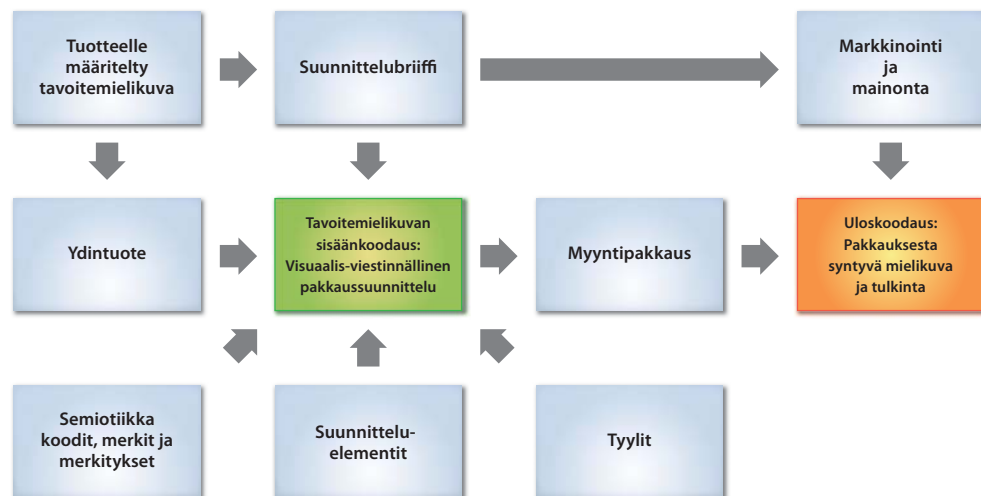 Tuotteelle
määritelty
tavoitemielikuva
Suunnittelubriiffi
Markkinointi
ja
mainonta
Ydintuote
Tavoitemielikuvan
sisäänkoodaus:
Visuaalis-viestinnällinen
pakkaussuunnittelu
Myyntipakkaus
Uloskoodaus:
Pakkauksesta
syntyvä mielikuva
ja tulkinta
Semiotiikka
koodit, merkit ja
merkitykset
Suunnittelu-
elementit
Tyylit